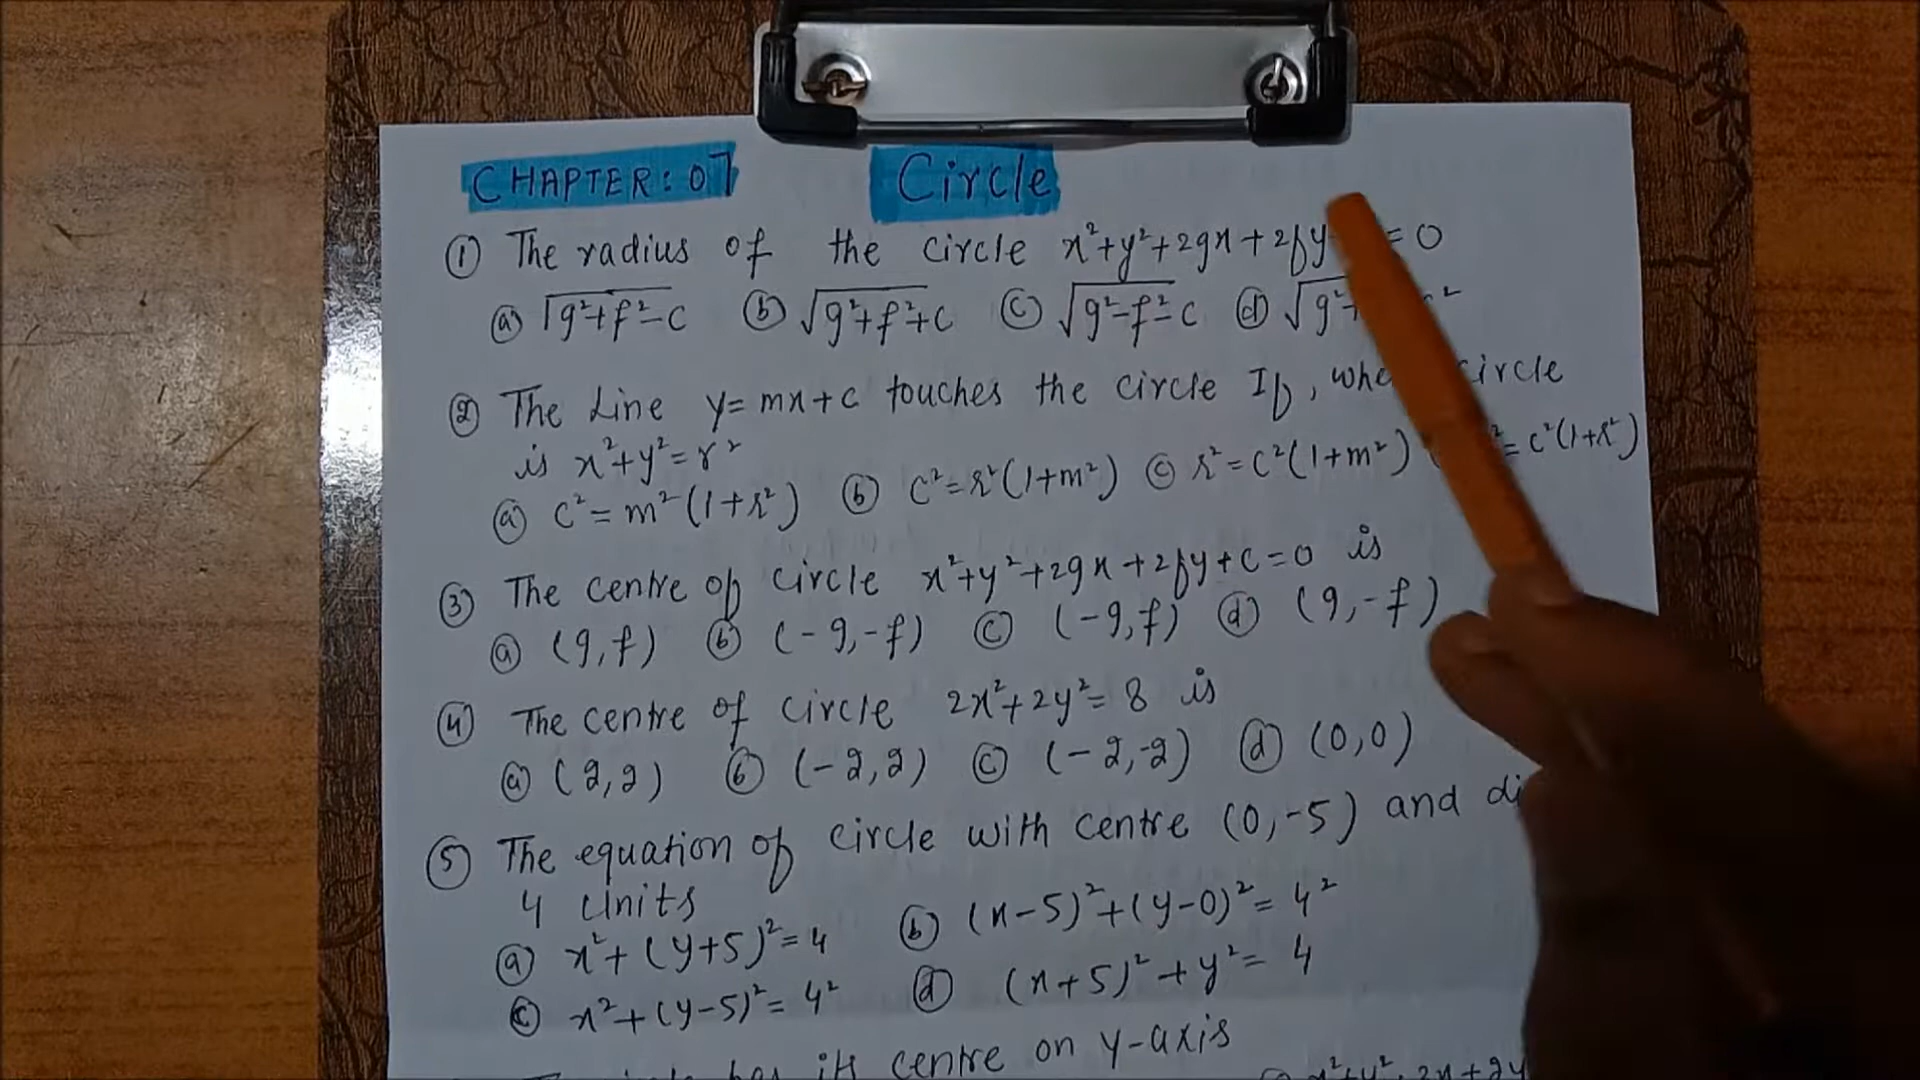 CHAPTER: 07 Circle
① The radius of the circle x²+y²+2gx+2fy =0
ⓐ √g²+f²-c ⓑ √g²+f²+c ⓒ √g²-f²-c ⓓ √g²+
② The Line y=mx+c touches the circle If, circle
is x²+y²=r²
ⓐ c²=m²(1+r²) ⓑ c²=r²(1+m²) ⓒ r²=c²(1+m²) =c²(1+r²)
③ The centre of circle x²+y²+2gx+2fy+c=0 is
ⓐ (g,f) ⓑ (-g,-f) ⓒ (-g,f) ⓓ (g,-f)
④ The centre of circle 2x²+2y²=8 is
ⓐ (2,2) ⓑ (-2,2) ⓒ (-2,-2) ⓓ (0,0)
⑤ The equation of circle with centre (0,-5) and
4 Units
ⓐ x²+(y+5)²=4 ⓑ (x-5)²+(y-0)²=4²
ⓒ x²+(y-5)²=4² ⓓ (x+5)²+y²=4
has its centre on y-axis